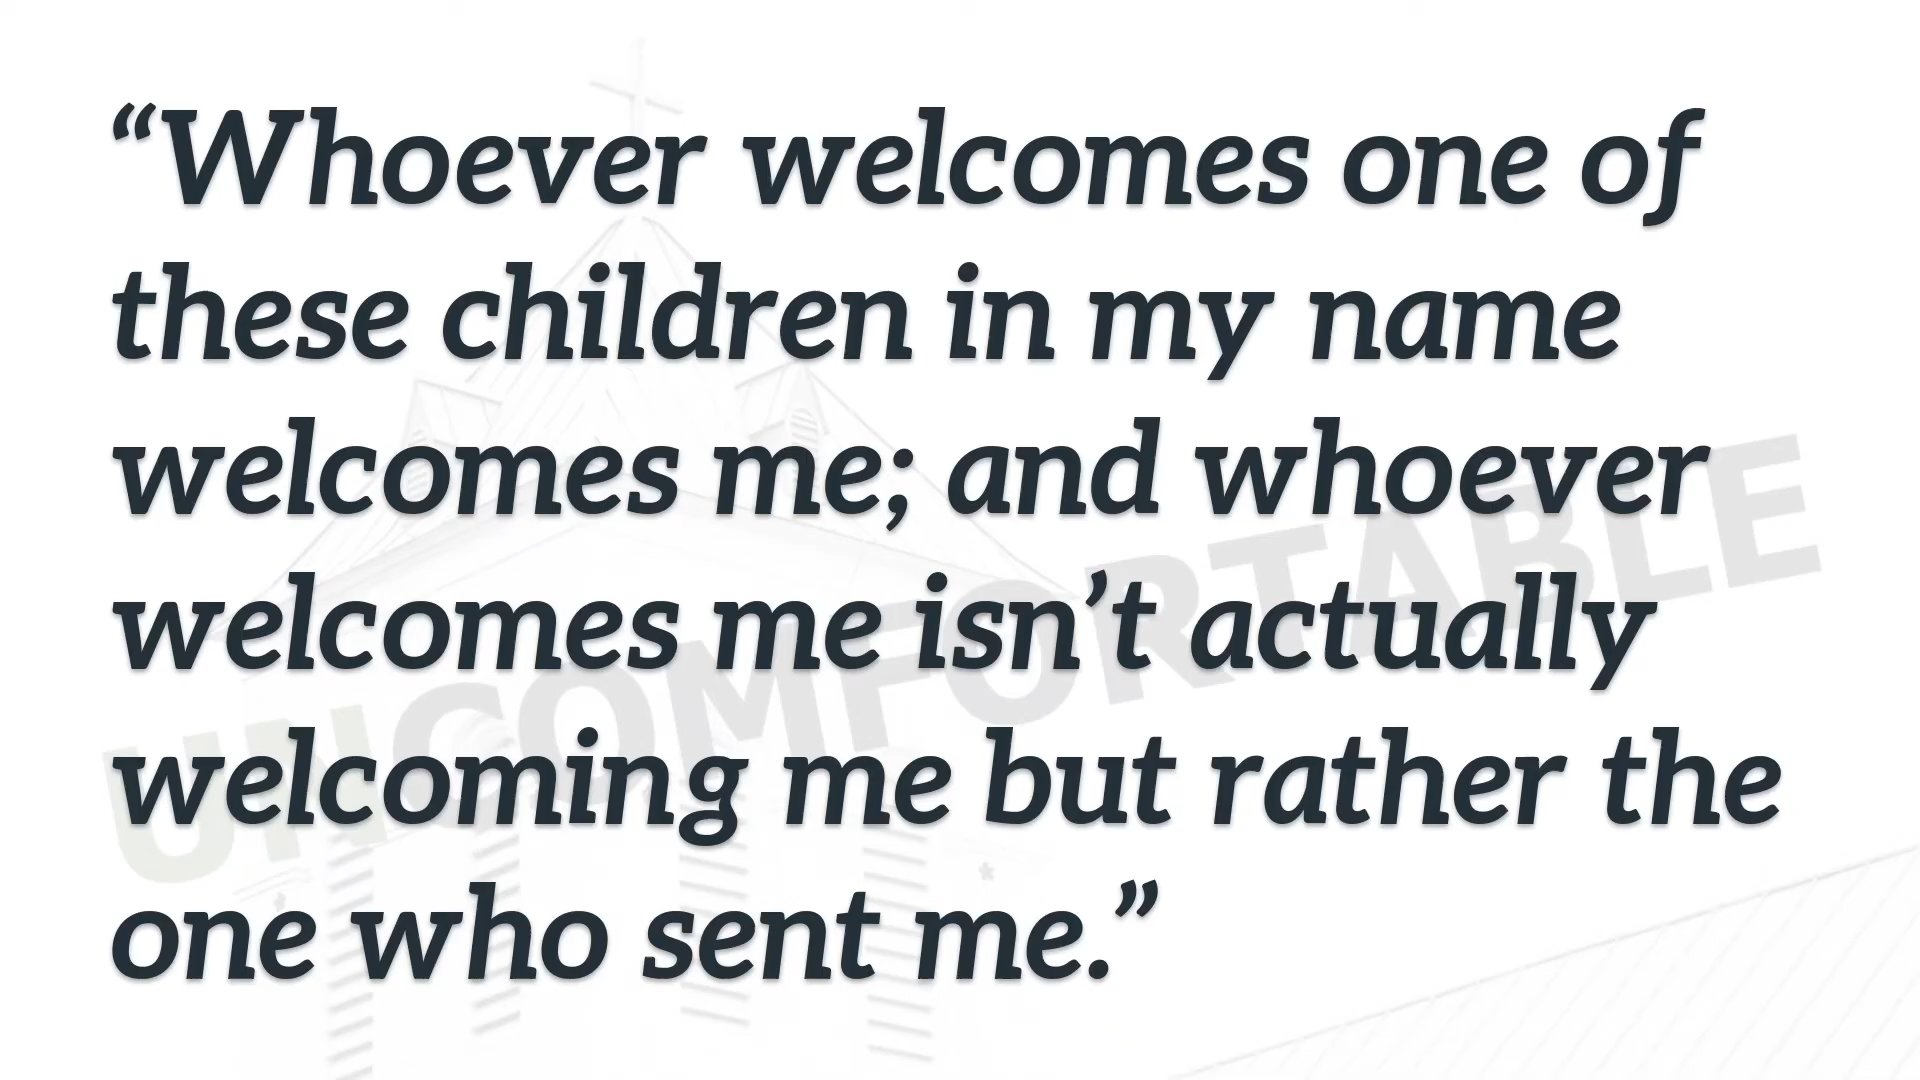 “Whoever welcomes one of
these children in my name
welcomes me; and whoever
welcomes me isn’t actually
welcoming me but rather the
one who sent me.”
UNCOMFORTABLE